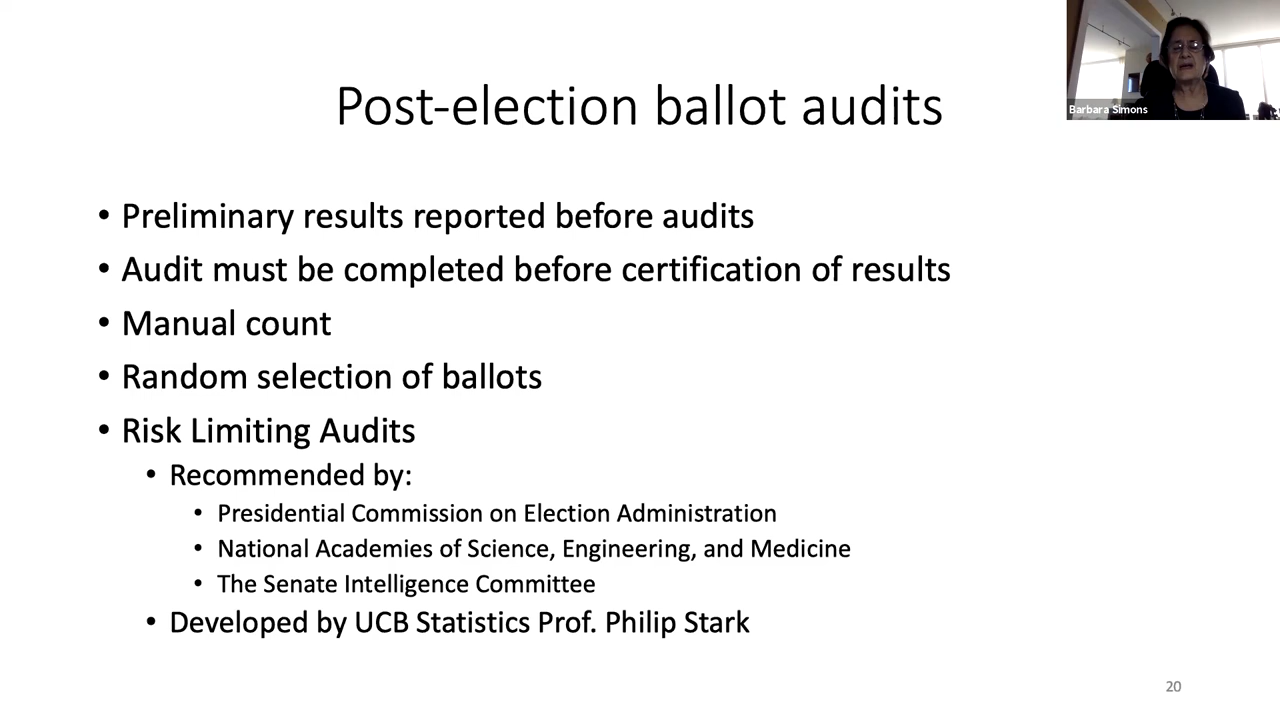 Post-election ballot audits
Barbara Simons
• Preliminary results reported before audits
• Audit must be completed before certification of results
• Manual count
• Random selection of ballots
• Risk Limiting Audits
• Recommended by:
• Presidential Commission on Election Administration
• National Academies of Science, Engineering, and Medicine
• The Senate Intelligence Committee
• Developed by UCB Statistics Prof. Philip Stark
20